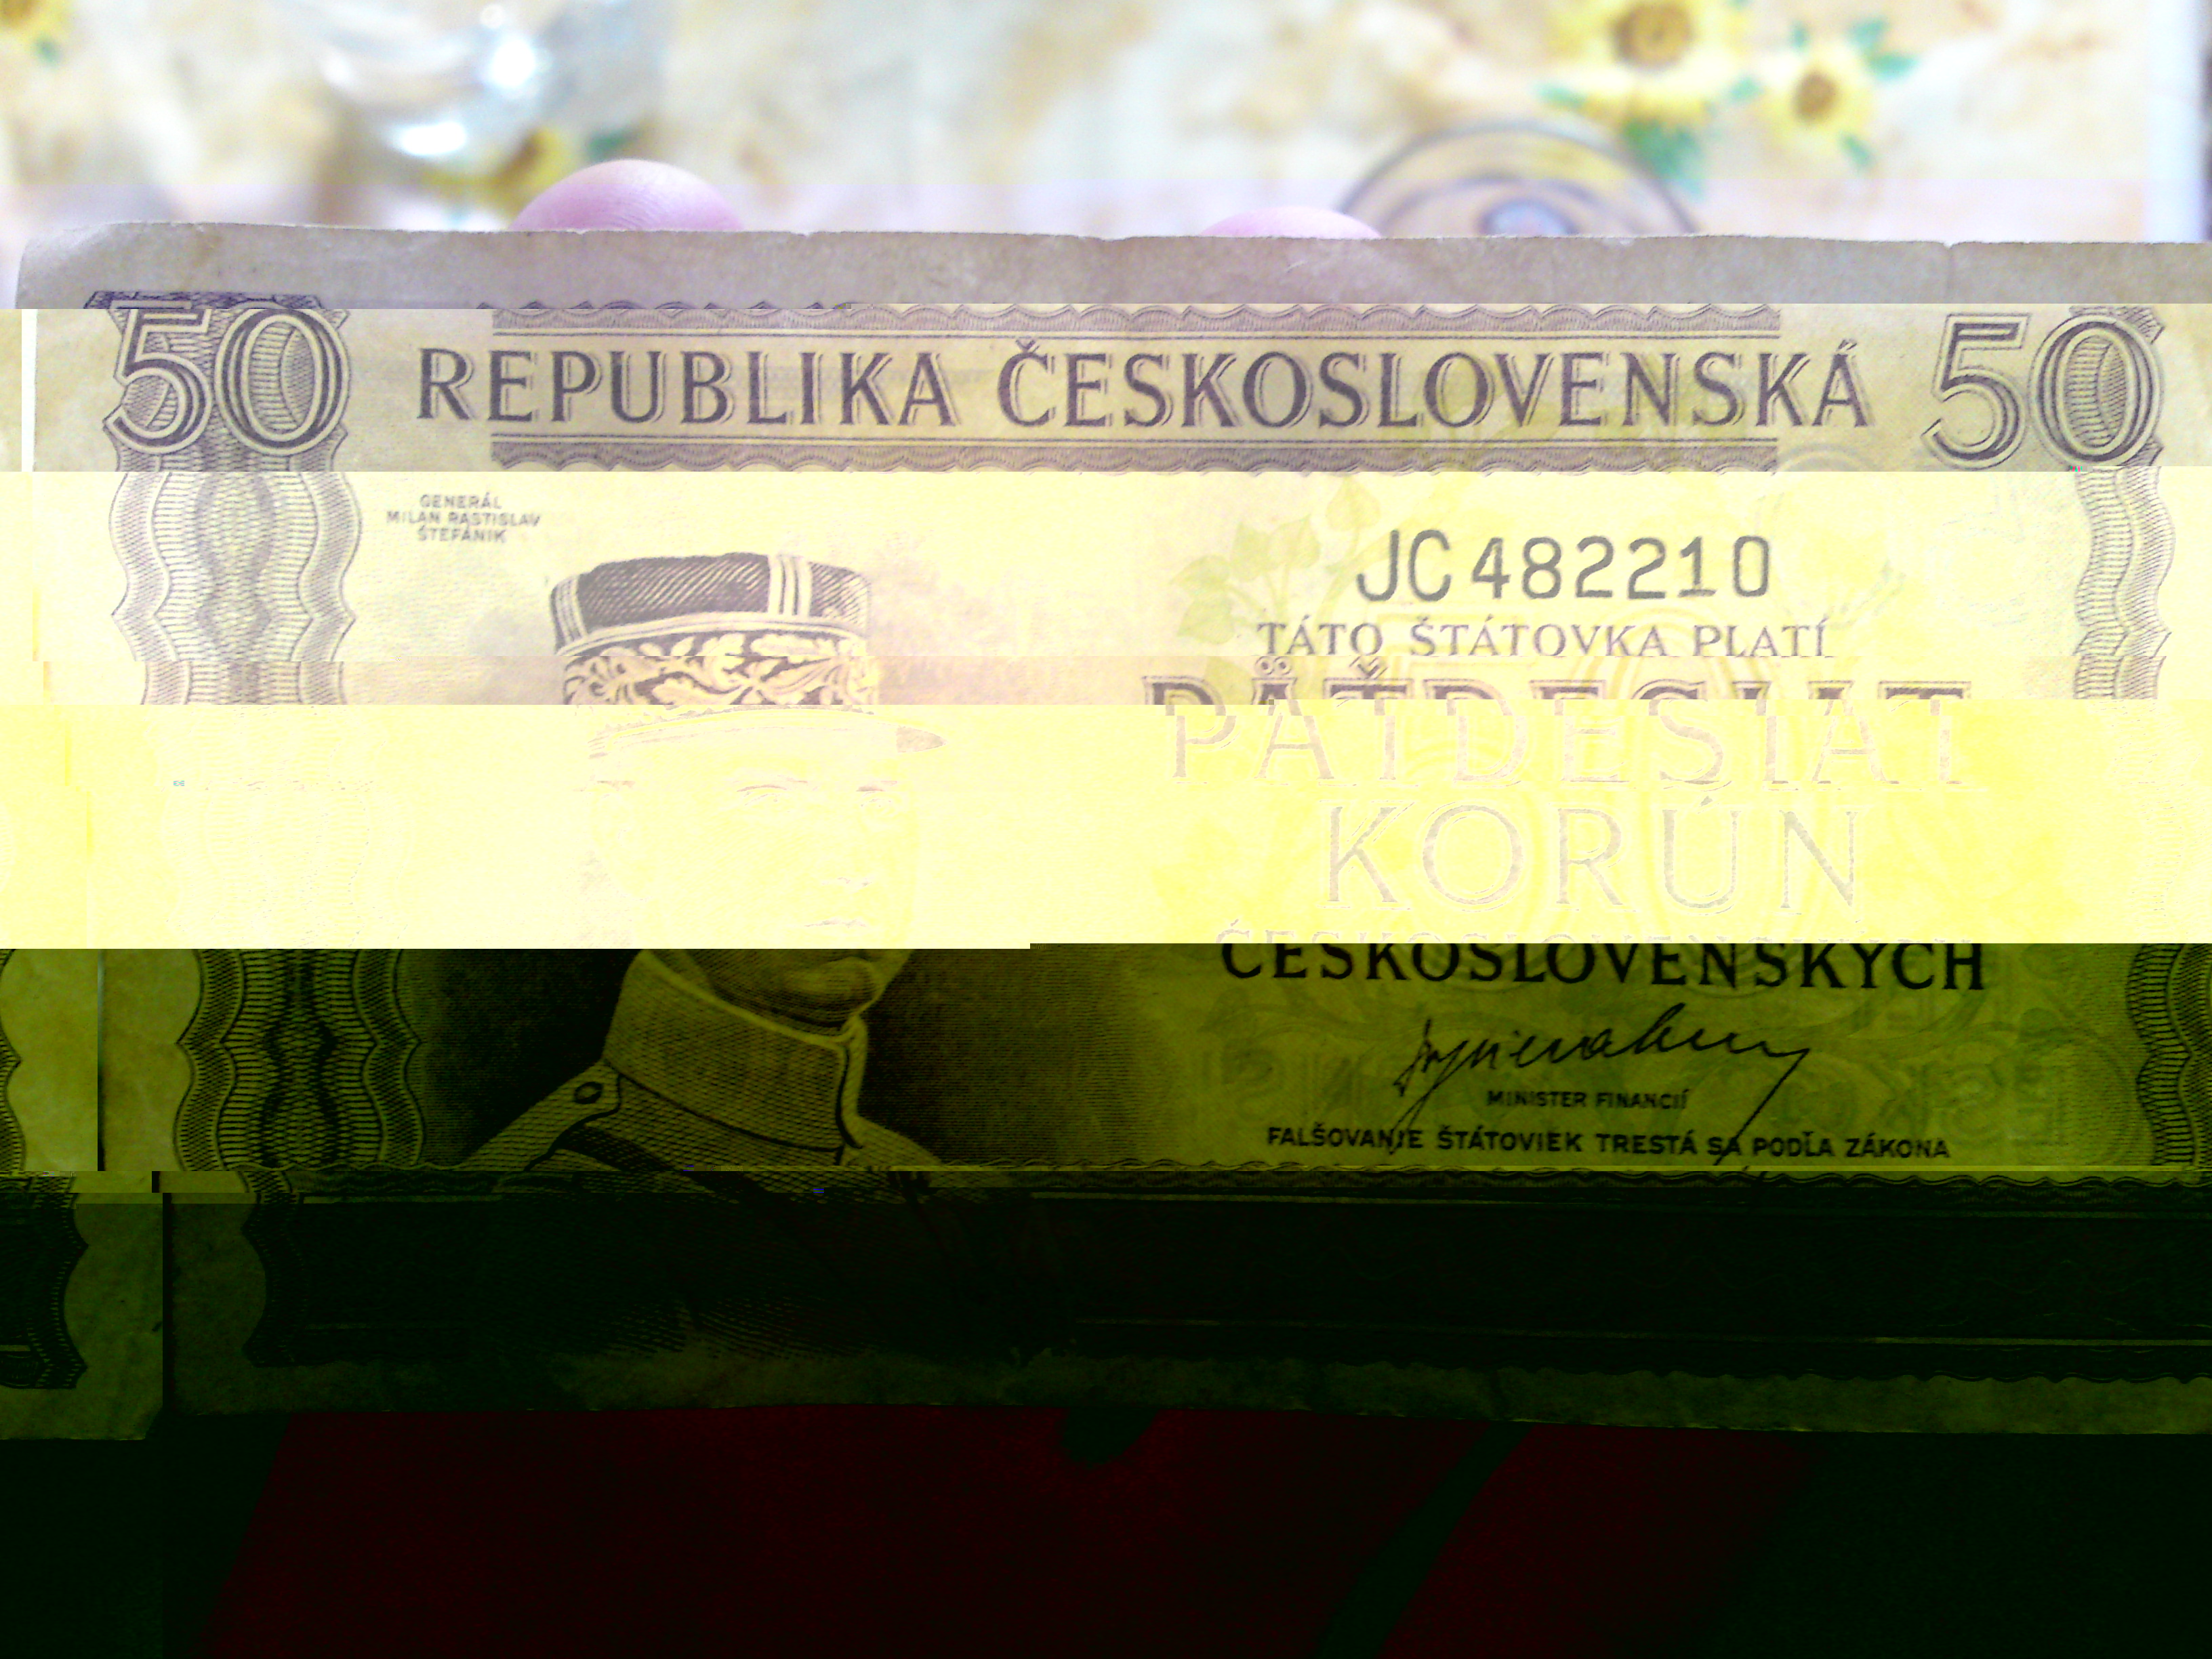 50 REPUBLIKA ČESKOSLOVENSKÁ 50
GENERÁL
MILAN RASTISLAV
ŠTEFÁNIK
JC 482210
TÁTO ŠTÁTOVKA PLATÍ
PÄŤDESIAT
KORÚN
ČESKOSLOVENSKÝCH
MINISTER FINANCIÍ
FALŠOVANIE ŠTÁTOVIEK TRESTÁ SA PODĽA ZÁKONA